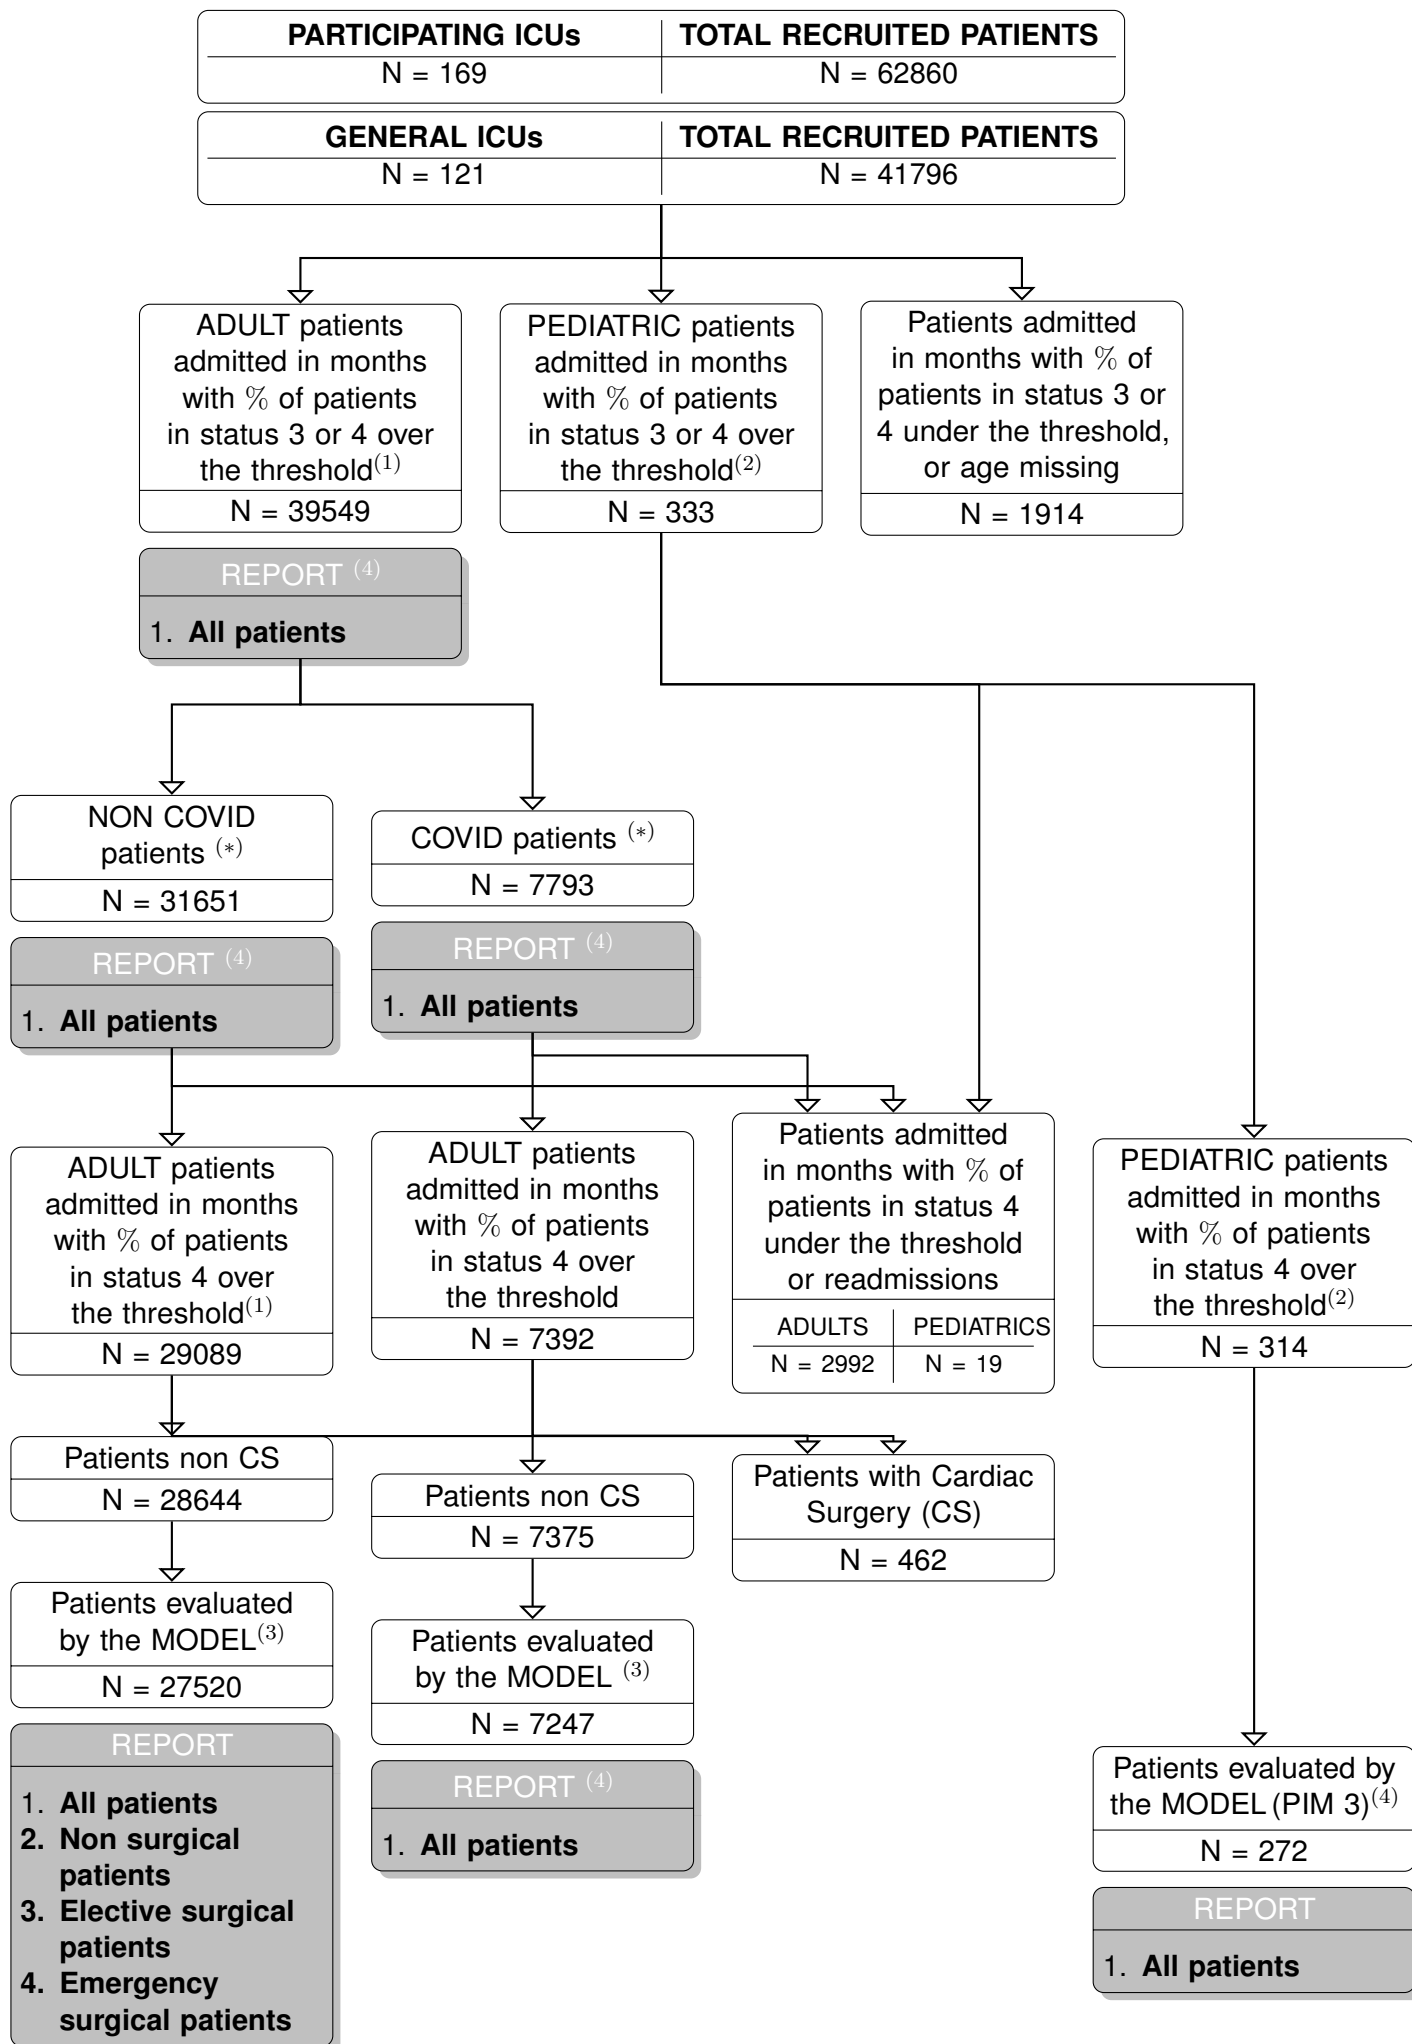 PARTICIPATING ICUs TOTAL RECRUITED PATIENTS
N = 169 N = 62860
GENERAL ICUs TOTAL RECRUITED PATIENTS
N = 121 N = 41796
ADULT patients
admitted in months
with % of patients
in status 3 or 4 over
the threshold(1)
N = 39549
PEDIATRIC patients
admitted in months
with % of patients
in status 3 or 4 over
the threshold(2)
N = 333
Patients admitted
in months with % of
patients in status 3 or
4 under the threshold,
or age missing
N = 1914
REPORT (4)
1. All patients
NON COVID
patients (*)
N = 31651
COVID patients (*)
N = 7793
REPORT (4)
1. All patients
REPORT (4)
1. All patients
ADULT patients
admitted in months
with % of patients
in status 4 over
the threshold(1)
N = 29089
ADULT patients
admitted in months
with % of patients
in status 4 over
the threshold
N = 7392
Patients admitted
in months with % of
patients in status 4
under the threshold
or readmissions
ADULTS PEDIATRICS
N = 2992 N = 19
PEDIATRIC patients
admitted in months
with % of patients
in status 4 over
the threshold(2)
N = 314
Patients non CS
N = 28644
Patients non CS
N = 7375
Patients with Cardiac
Surgery (CS)
N = 462
Patients evaluated
by the MODEL(3)
N = 27520
Patients evaluated
by the MODEL (3)
N = 7247
REPORT
1. All patients
2. Non surgical
patients
3. Elective surgical
patients
4. Emergency
surgical patients
REPORT (4)
1. All patients
Patients evaluated by
the MODEL (PIM 3)(4)
N = 272
REPORT
1. All patients